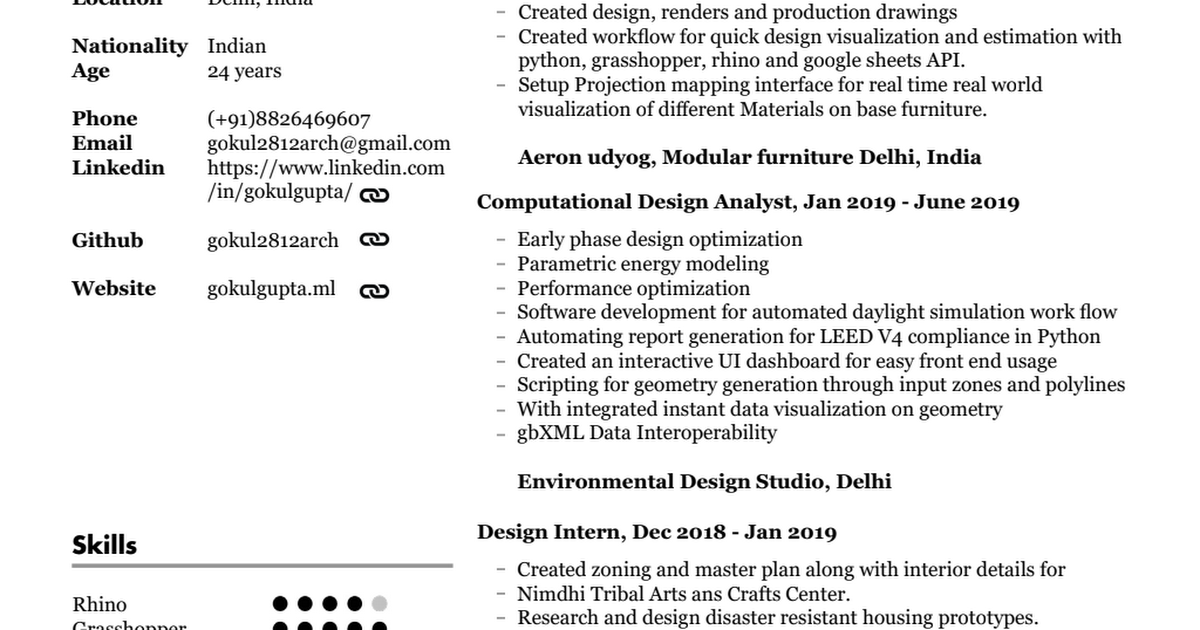 Location Delhi, India
Nationality Indian
Age 24 years
Phone (+91)8826469607
Email gokul2812arch@gmail.com
Linkedin https://www.linkedin.com
/in/gokulgupta/
Github gokul2812arch
Website gokulgupta.ml
Skills
Rhino
Grasshopper
– Created design, renders and production drawings
– Created workflow for quick design visualization and estimation with
python, grasshopper, rhino and google sheets API.
– Setup Projection mapping interface for real time real world
visualization of different Materials on base furniture.
Aeron udyog, Modular furniture Delhi, India
Computational Design Analyst, Jan 2019 - June 2019
– Early phase design optimization
– Parametric energy modeling
– Performance optimization
– Software development for automated daylight simulation work flow
– Automating report generation for LEED V4 compliance in Python
– Created an interactive UI dashboard for easy front end usage
– Scripting for geometry generation through input zones and polylines
– With integrated instant data visualization on geometry
– gbXML Data Interoperability
Environmental Design Studio, Delhi
Design Intern, Dec 2018 - Jan 2019
– Created zoning and master plan along with interior details for
– Nimdhi Tribal Arts ans Crafts Center.
– Research and design disaster resistant housing prototypes.